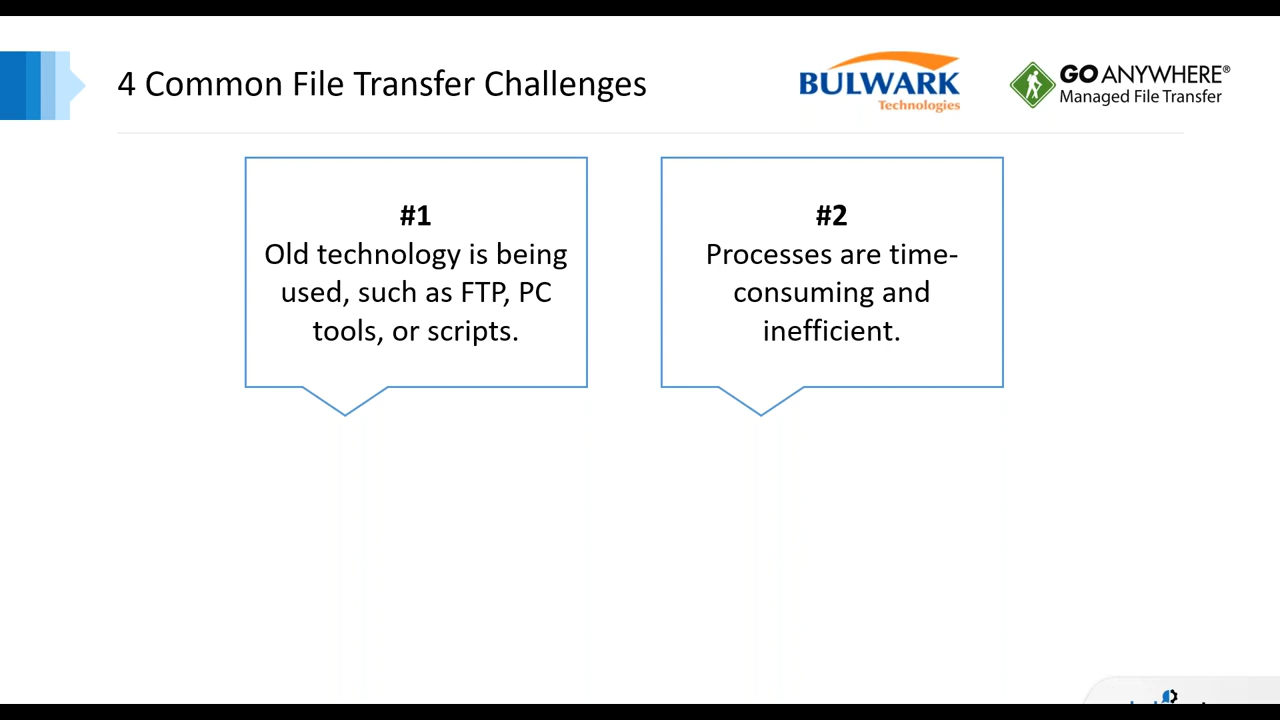 4 Common File Transfer Challenges
BULWARK
Technologies
GO ANYWHERE®
Managed File Transfer
#1
Old technology is being
used, such as FTP, PC
tools, or scripts.
#2
Processes are time-
consuming and
inefficient.